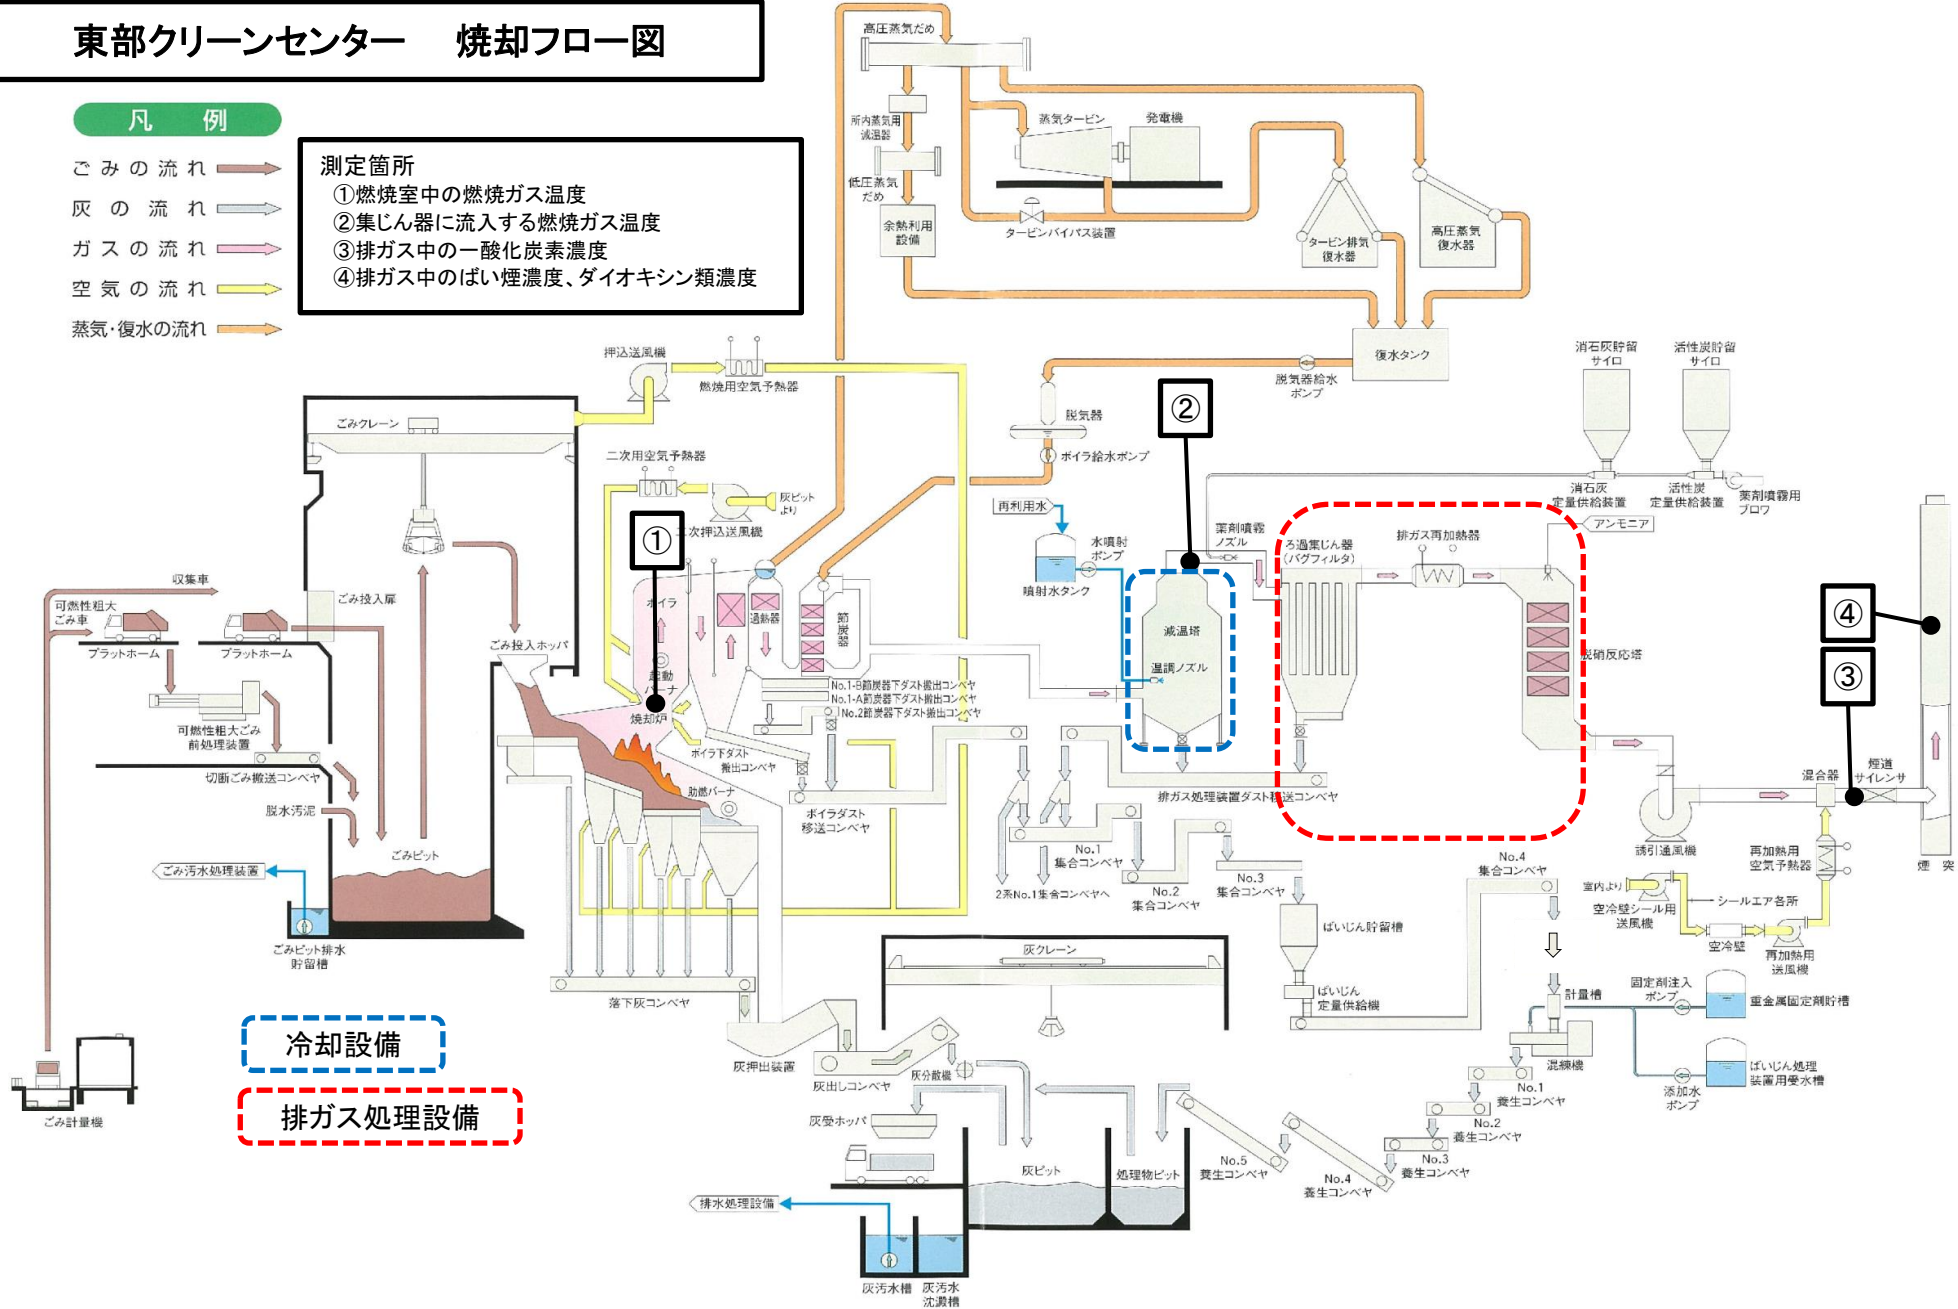 東部クリーンセンター　焼却フロー図
凡例
ごみの流れ
灰の流れ
ガスの流れ
空気の流れ
蒸気・復水の流れ
測定箇所
①燃焼室中の燃焼ガス温度
②集じん器に流入する燃焼ガス温度
③排ガス中の一酸化炭素濃度
④排ガス中のばい煙濃度、ダイオキシン類濃度
高圧蒸気だめ
所内蒸気用
減温器
低圧蒸気
だめ
余熱利用
設備
蒸気タービン
発電機
タービンバイパス装置
タービン排気
復水器
高圧蒸気
復水器
復水タンク
脱気器給水
ポンプ
脱気器
ボイラ給水ポンプ
押込送風機
燃焼用空気予熱器
二次用空気予熱器
灰ピット
より
二次押込送風機
①
②
③
④
ごみクレーン
ごみ投入扉
ごみ投入ホッパ
収集車
可燃性粗大
ごみ車
プラットホーム
プラットホーム
可燃性粗大ごみ
前処理装置
切断ごみ搬送コンベヤ
脱水汚泥
ごみピット
ごみ汚水処理装置
ごみピット排水
貯留槽
ごみ計量機
ボイラ
起動
バーナ
焼却炉
過熱器
節炭器
No.1-B節炭器下ダスト搬出コンベヤ
No.1-A節炭器下ダスト搬出コンベヤ
No.2節炭器下ダスト搬出コンベヤ
ボイラ下ダスト
搬出コンベヤ
助燃バーナ
ボイラダスト
移送コンベヤ
再利用水
噴射水タンク
水噴射
ポンプ
減温塔
温調ノズル
薬剤噴霧
ノズル
ろ過集じん器
(バグフィルタ)
排ガス再加熱器
アンモニア
脱硝反応塔
消石灰貯留
サイロ
活性炭貯留
サイロ
消石灰
定量供給装置
活性炭
定量供給装置
薬剤噴霧用
ブロワ
排ガス処理装置ダスト移送コンベヤ
誘引通風機
混合器
煙道
サイレンサ
煙突
再加熱用
空気予熱器
室内より
空冷壁シール用
送風機
シールエア各所
空冷壁
再加熱用
送風機
No.1
集合コンベヤ
2系No.1集合コンベヤへ
No.2
集合コンベヤ
No.3
集合コンベヤ
No.4
集合コンベヤ
ばいじん貯留槽
ばいじん
定量供給機
計量槽
固定剤注入
ポンプ
重金属固定剤貯槽
混練機
添加水
ポンプ
ばいじん処理
装置用受水槽
No.1
養生コンベヤ
No.2
養生コンベヤ
No.3
養生コンベヤ
No.4
養生コンベヤ
No.5
養生コンベヤ
落下灰コンベヤ
灰押出装置
灰出しコンベヤ
灰分散機
灰クレーン
灰受ホッパ
灰ピット
処理物ピット
排水処理設備
灰汚水槽
灰汚水
沈澱槽
冷却設備
排ガス処理設備